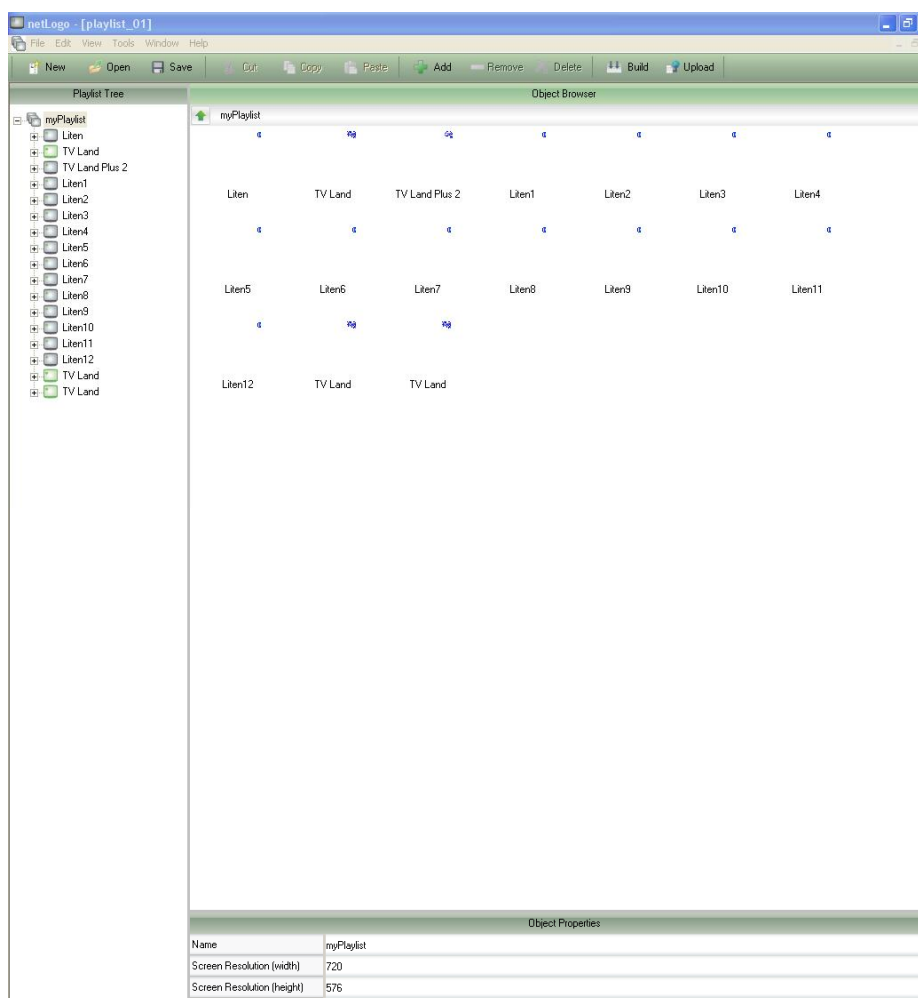 netLogo - [playlist_01]
File Edit View Tools Window Help
New Open Save Cut Copy Paste Add Remove Delete Build Upload
Playlist Tree
myPlaylist
Liten
TV Land
TV Land Plus 2
Liten1
Liten2
Liten3
Liten4
Liten5
Liten6
Liten7
Liten8
Liten9
Liten10
Liten11
Liten12
TV Land
TV Land
Object Browser
myPlaylist
Liten TV Land TV Land Plus 2 Liten1 Liten2 Liten3 Liten4
Liten5 Liten6 Liten7 Liten8 Liten9 Liten10 Liten11
Liten12 TV Land TV Land
Object Properties
Name myPlaylist
Screen Resolution (width) 720
Screen Resolution (height) 576